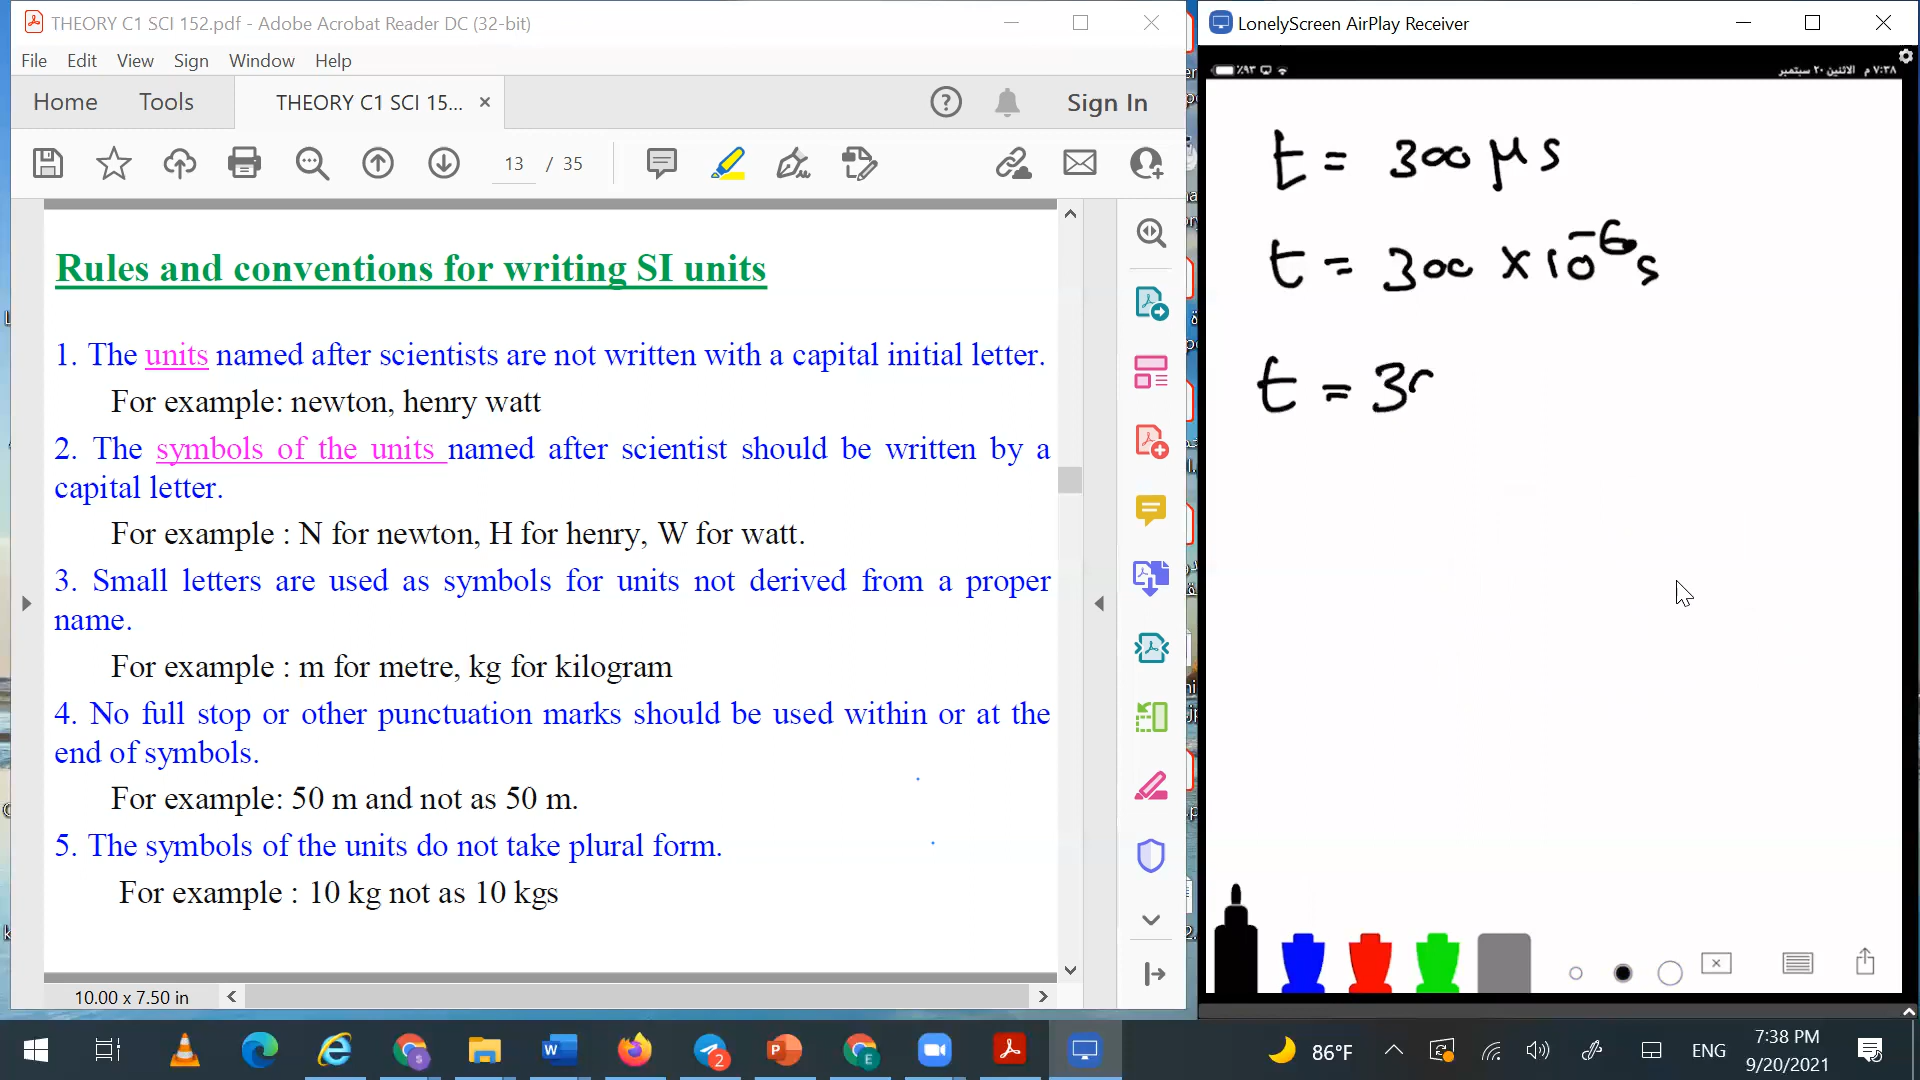 THEORY C1 SCI 152.pdf - Adobe Acrobat Reader DC (32-bit)
File Edit View Sign Window Help
Home Tools THEORY C1 SCI 15... × Sign In
13 / 35
Rules and conventions for writing SI units
1. The units named after scientists are not written with a capital initial letter.
For example: newton, henry watt
2. The symbols of the units named after scientist should be written by a
capital letter.
For example : N for newton, H for henry, W for watt.
3. Small letters are used as symbols for units not derived from a proper
name.
For example : m for metre, kg for kilogram
4. No full stop or other punctuation marks should be used within or at the
end of symbols.
For example: 50 m and not as 50 m.
5. The symbols of the units do not take plural form.
For example : 10 kg not as 10 kgs
10.00 x 7.50 in
LonelyScreen AirPlay Receiver
٧:٣٨ م الاثنين ٢٠ سبتمبر
٪٩٣
t = 300 μs
t = 300 × 10⁻⁶ s
t = 3
86°F
ENG
7:38 PM
9/20/2021